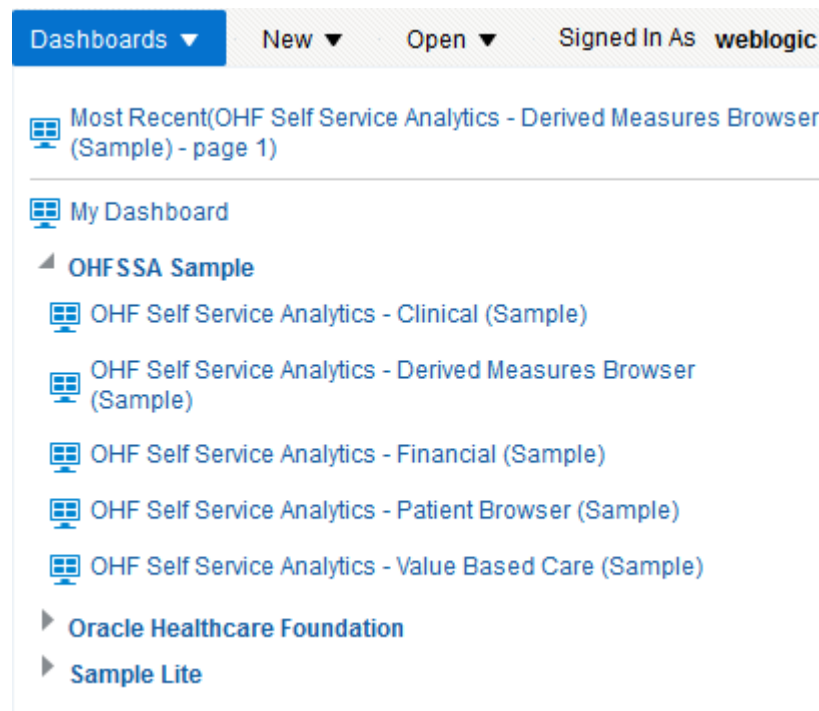 Dashboards New Open Signed In As weblogic
Most Recent(OHF Self Service Analytics - Derived Measures Browser
(Sample) - page 1)
My Dashboard
OHFSSA Sample
OHF Self Service Analytics - Clinical (Sample)
OHF Self Service Analytics - Derived Measures Browser
(Sample)
OHF Self Service Analytics - Financial (Sample)
OHF Self Service Analytics - Patient Browser (Sample)
OHF Self Service Analytics - Value Based Care (Sample)
Oracle Healthcare Foundation
Sample Lite